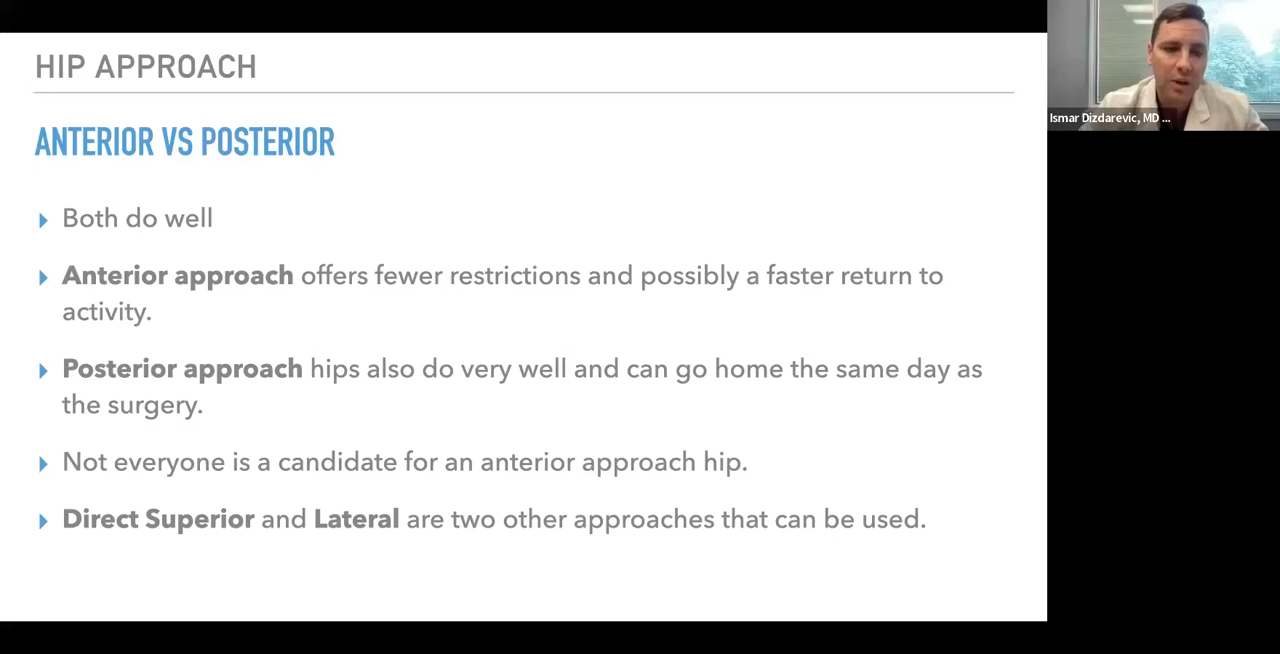 HIP APPROACH
ANTERIOR VS POSTERIOR
Both do well
Anterior approach offers fewer restrictions and possibly a faster return to
activity.
Posterior approach hips also do very well and can go home the same day as
the surgery.
Not everyone is a candidate for an anterior approach hip.
Direct Superior and Lateral are two other approaches that can be used.
Ismar Dizdarevic, MD ...